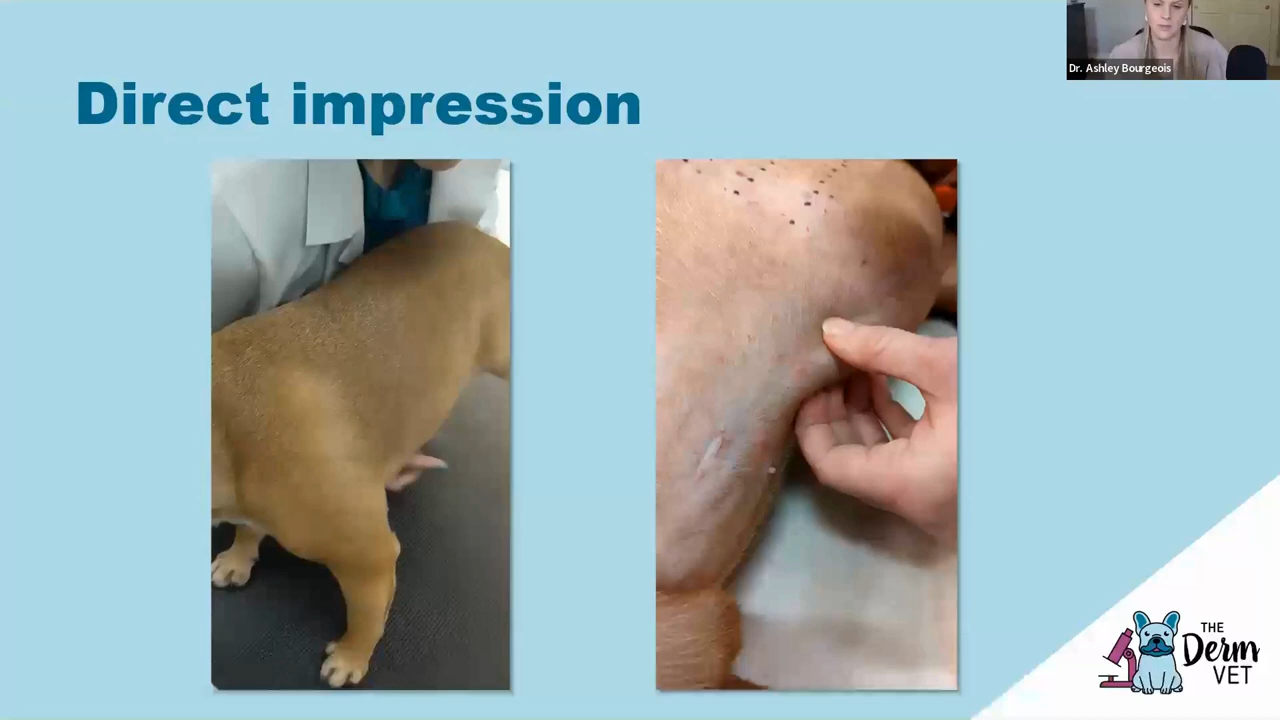 Dr. Ashley Bourgeois
Direct impression
THE
Derm
VET